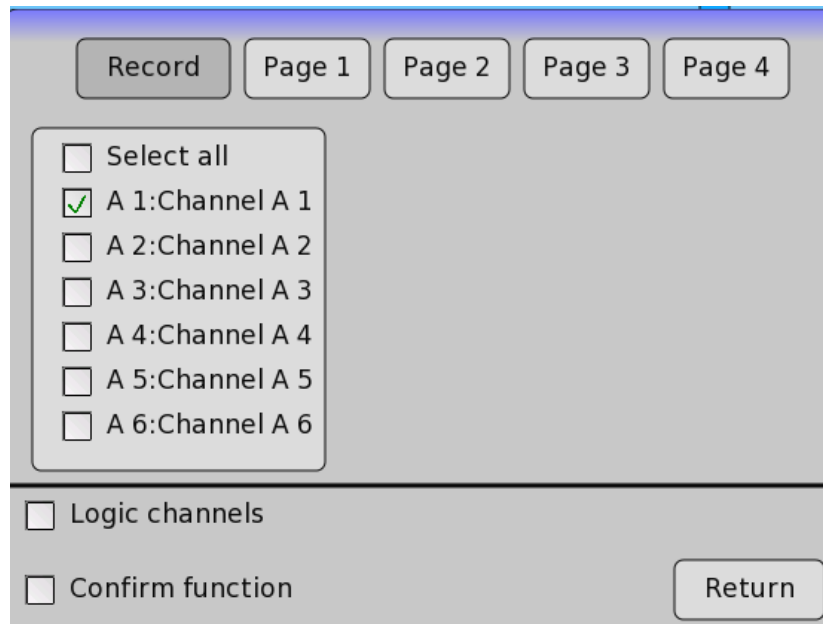 Record Page 1 Page 2 Page 3 Page 4
Select all
A 1:Channel A 1
A 2:Channel A 2
A 3:Channel A 3
A 4:Channel A 4
A 5:Channel A 5
A 6:Channel A 6
Logic channels
Confirm function
Return